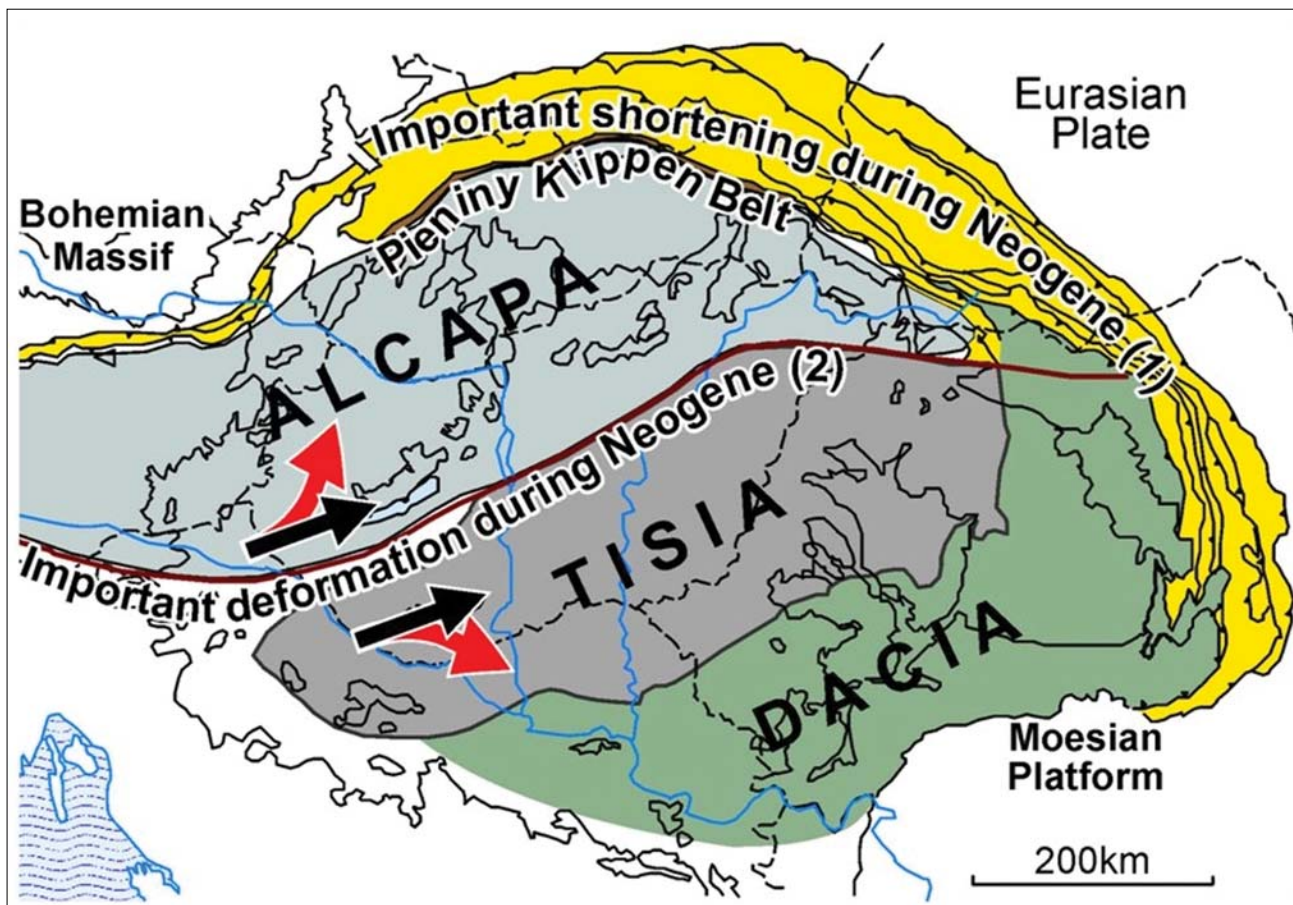 Eurasian
Plate
Important shortening during Neogene (1)
Pieniny Klippen Belt
Bohemian
Massif
ALCAPA
Important deformation during Neogene (2)
TISIA
DACIA
Moesian
Platform
200km